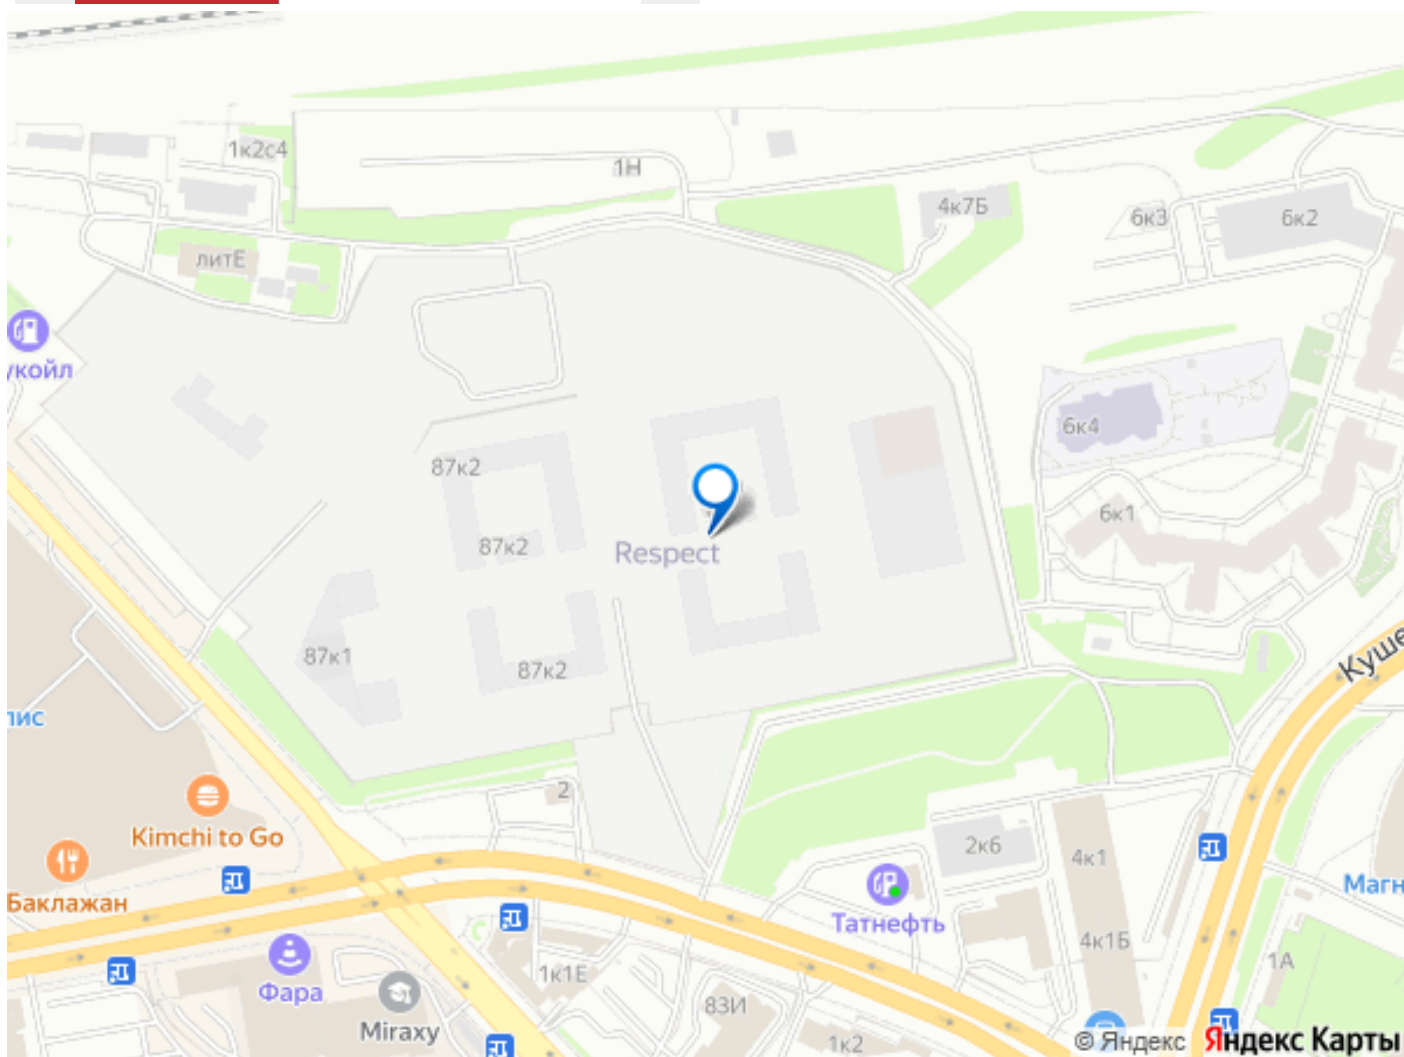 1к2с4
1Н
4к7Б
6к3
6к2
литЕ
укойл
6к4
87к2
6к1
87к2
Respect
87к1
87к2
Куше
лис
2
Kimchi to Go
2к6
4к1
Магн
Баклажан
Татнефть
4к1Б
1А
1к1Е
Фара
83И
Miraxy
1к2
© Яндекс Яндекс Карты